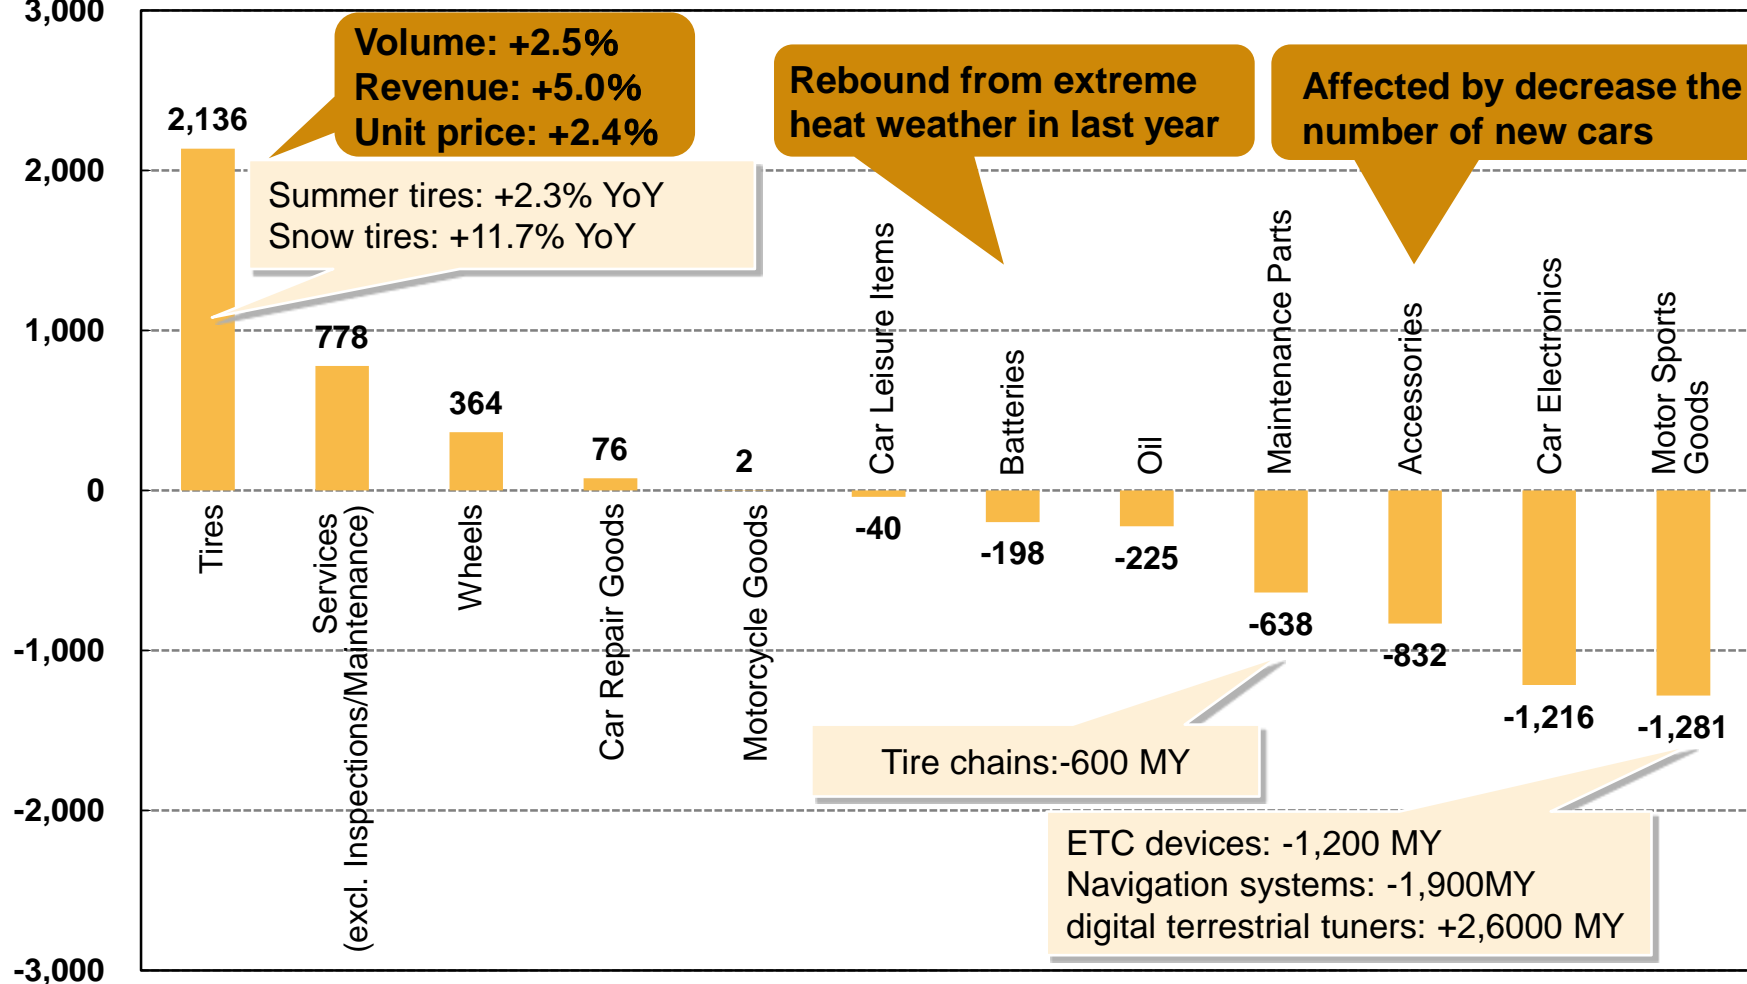 3,000
2,000
1,000
0
-1,000
-2,000
-3,000
Volume: +2.5%
Revenue: +5.0%
Unit price: +2.4%
Rebound from extreme
heat weather in last year
Affected by decrease the
number of new cars
Summer tires: +2.3% YoY
Snow tires: +11.7% YoY
2,136
778
364
76
2
-40
-198
-225
-638
-832
-1,216
-1,281
Tires
Services
(excl. Inspections/Maintenance)
Wheels
Car Repair Goods
Motorcycle Goods
Car Leisure Items
Batteries
Oil
Maintenance Parts
Accessories
Car Electronics
Motor Sports
Goods
Tire chains:-600 MY
ETC devices: -1,200 MY
Navigation systems: -1,900MY
digital terrestrial tuners: +2,6000 MY